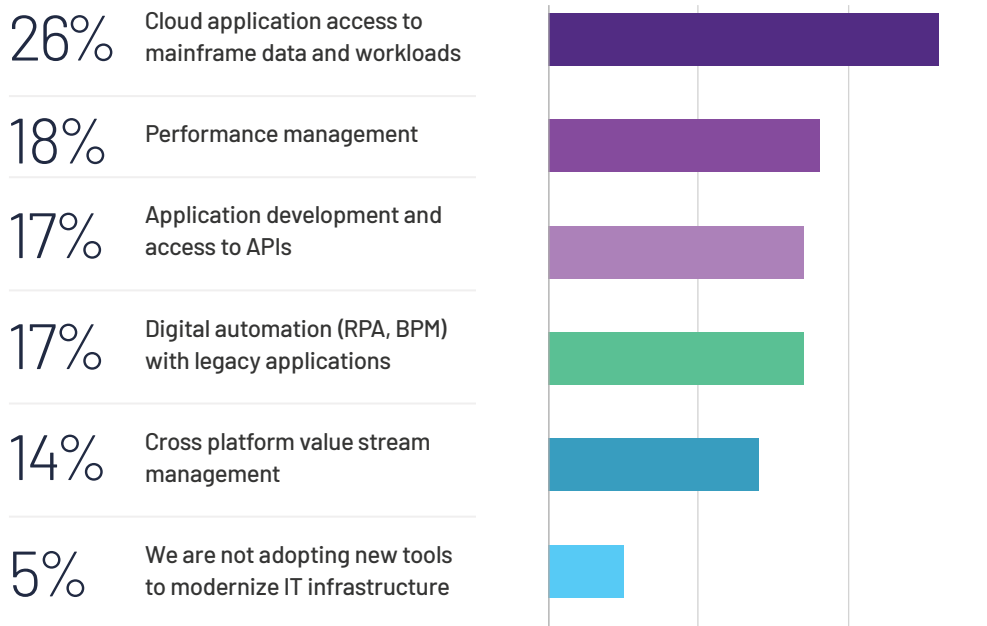 26%
Cloud application access to
mainframe data and workloads
18%
Performance management
17%
Application development and
access to APIs
17%
Digital automation (RPA, BPM)
with legacy applications
14%
Cross platform value stream
management
5%
We are not adopting new tools
to modernize IT infrastructure